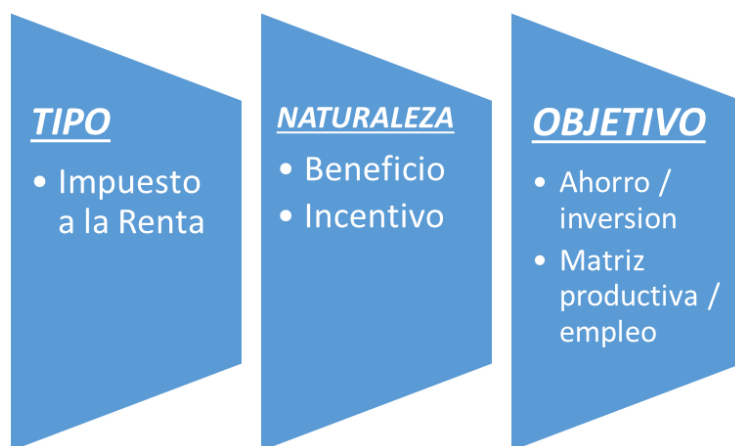 TIPO
• Impuesto
a la Renta
NATURALEZA
• Beneficio
• Incentivo
OBJETIVO
• Ahorro /
inversion
• Matriz
productiva /
empleo